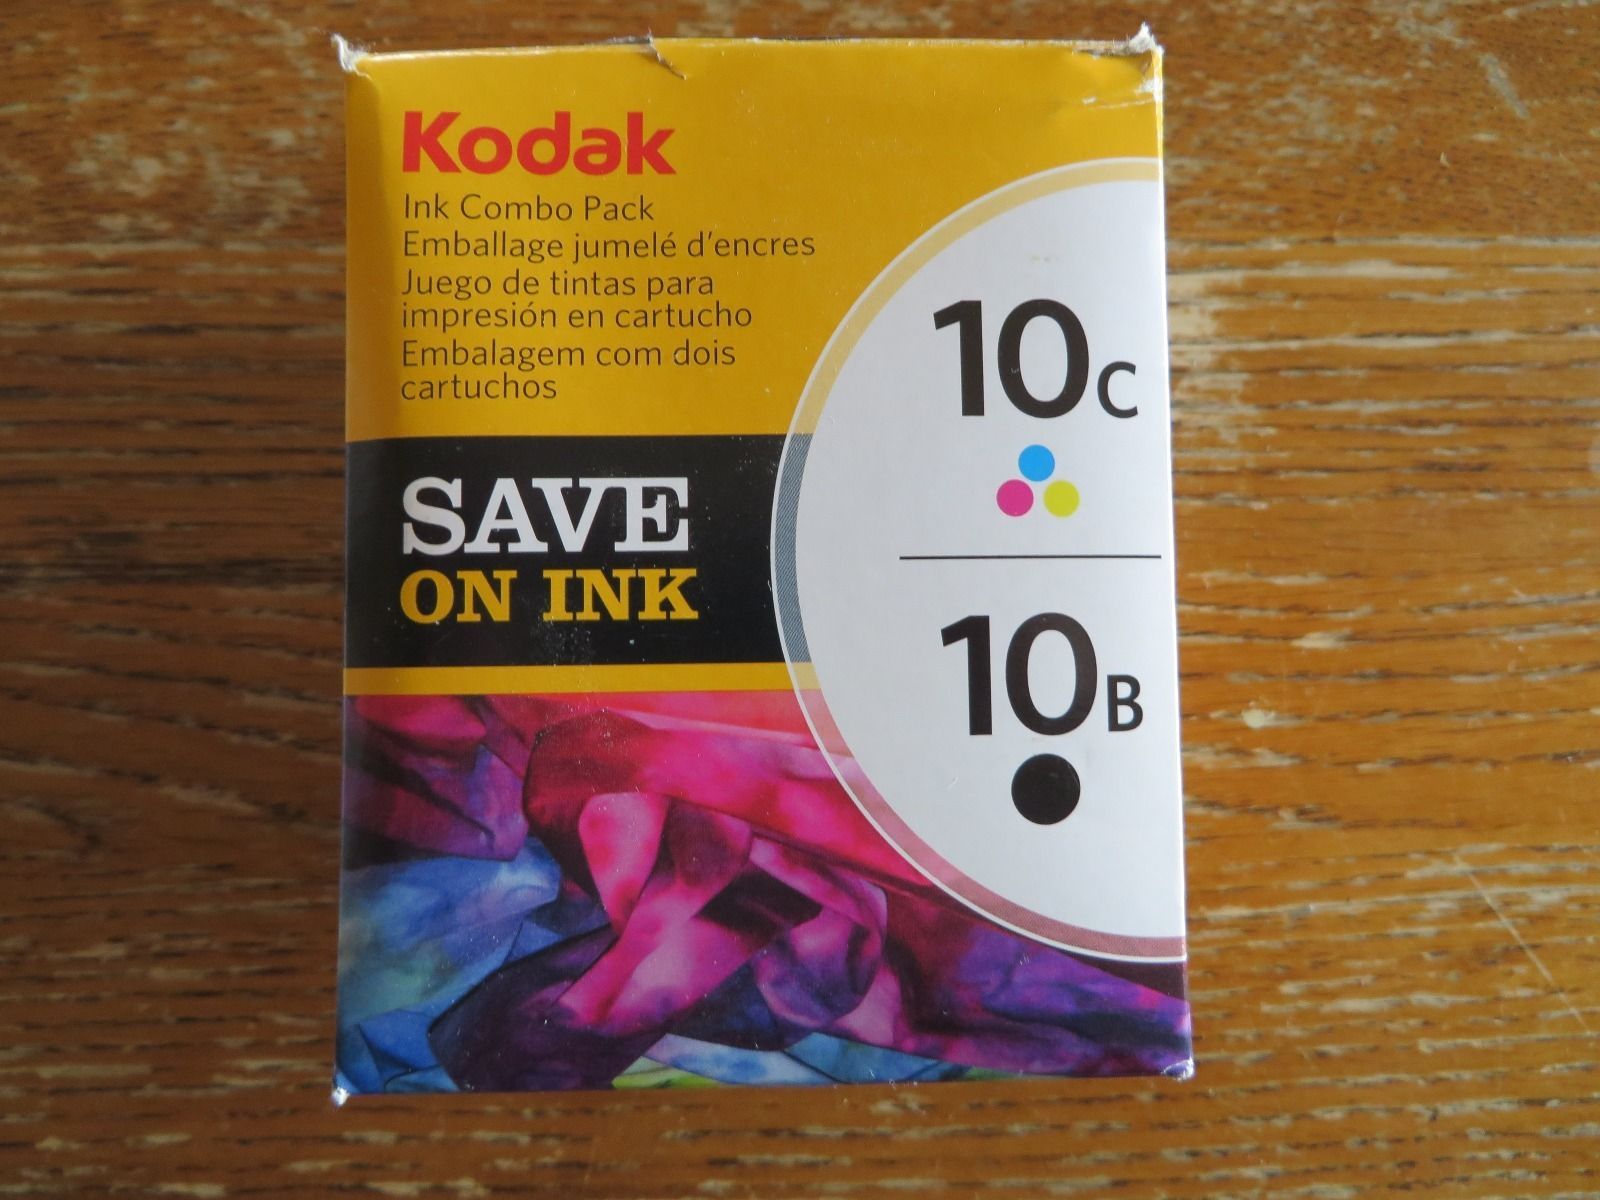 Kodak
Ink Combo Pack
Emballage jumelé d'encres
Juego de tintas para
impresión en cartucho
Embalagem com dois
cartuchos
SAVE
ON INK
10C
10B